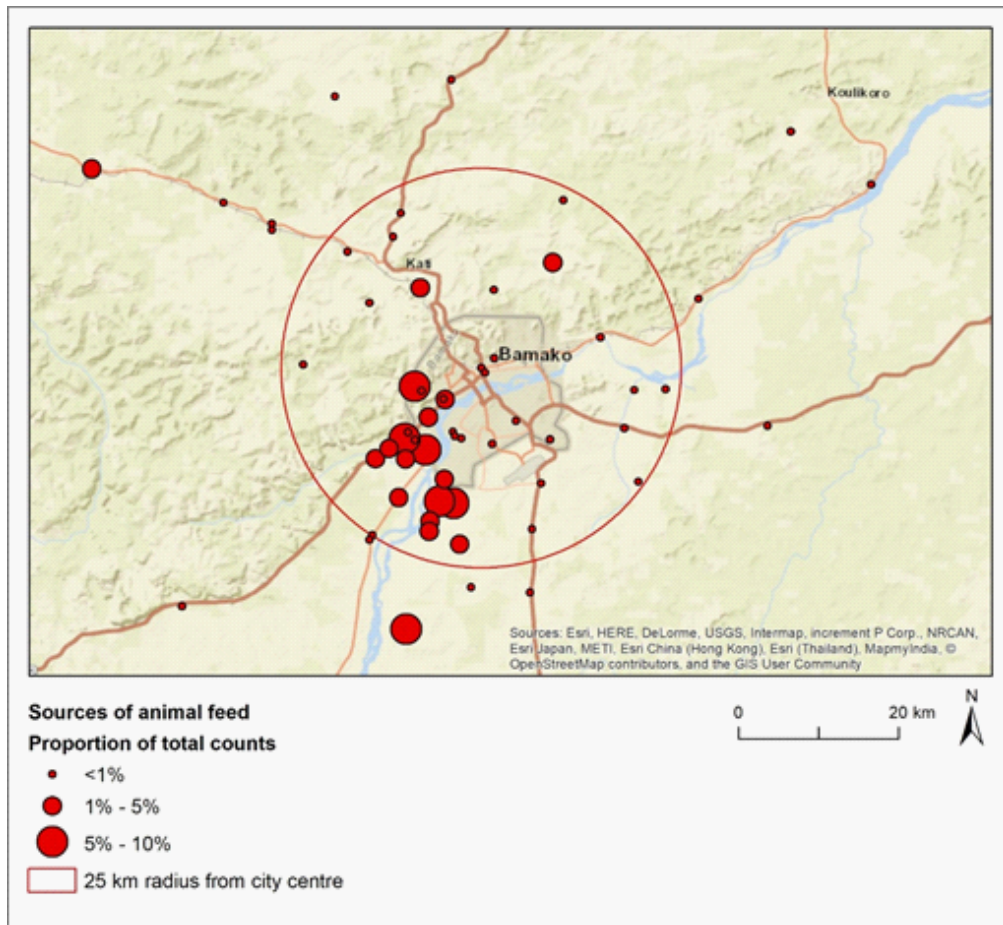 Koulikoro
Kati
Bamako
Sources: Esri, HERE, DeLorme, USGS, Intermap, increment P Corp., NRCAN,
Esri Japan, METI, Esri China (Hong Kong), Esri (Thailand), MapmyIndia, ©
OpenStreetMap contributors, and the GIS User Community
Sources of animal feed
Proportion of total counts
<1%
1% - 5%
5% - 10%
25 km radius from city centre
0 20 km
N